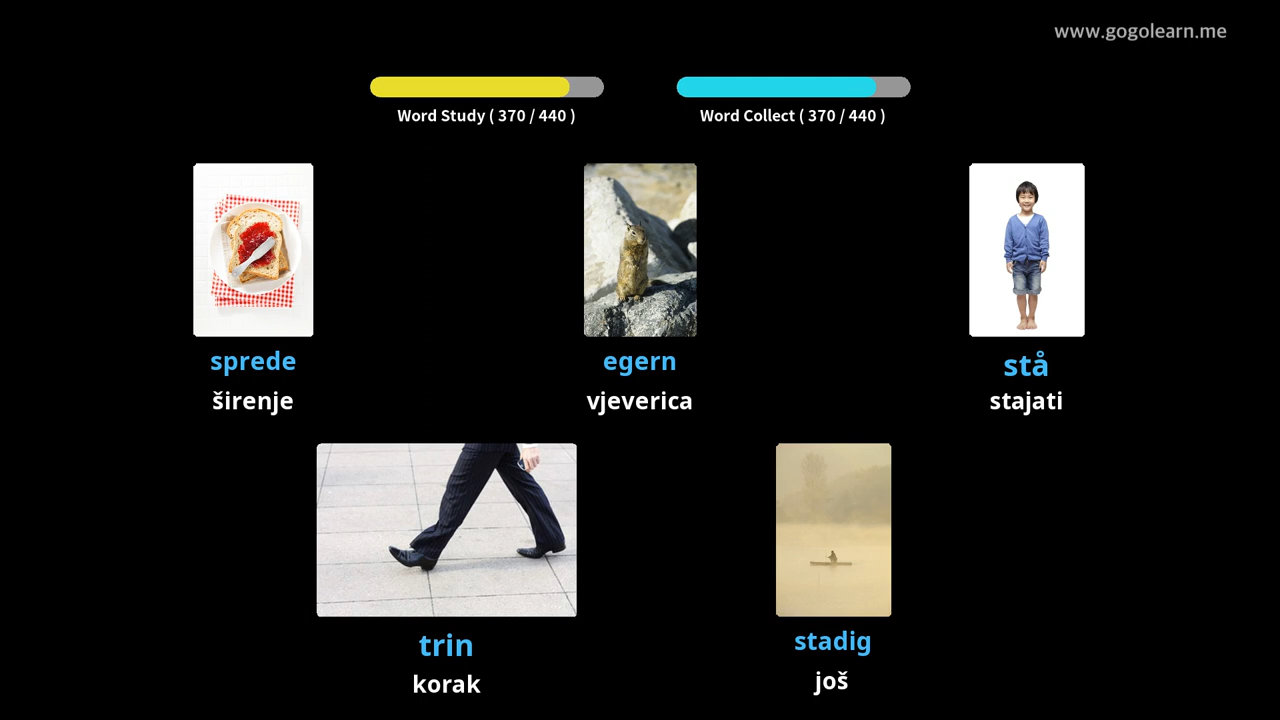 www.gogolearn.me
Word Study ( 370 / 440 )
Word Collect ( 370 / 440 )
sprede
širenje
egern
vjeverica
stå
stajati
trin
korak
stadig
još